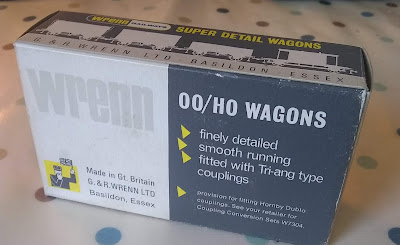 wrenn RAILWAYS SUPER DETAIL WAGONS
G. & R. WRENN LTD BASILDON ESSEX
wrenn
OO/HO WAGONS
finely detailed
smooth running
fitted with Tri-ang type
couplings
provision for fitting Hornby Dublo
couplings. See your retailer for
Coupling Conversion Sets W7304.
Made in Gt. Britain
G. & R. WRENN LTD
Basildon, Essex